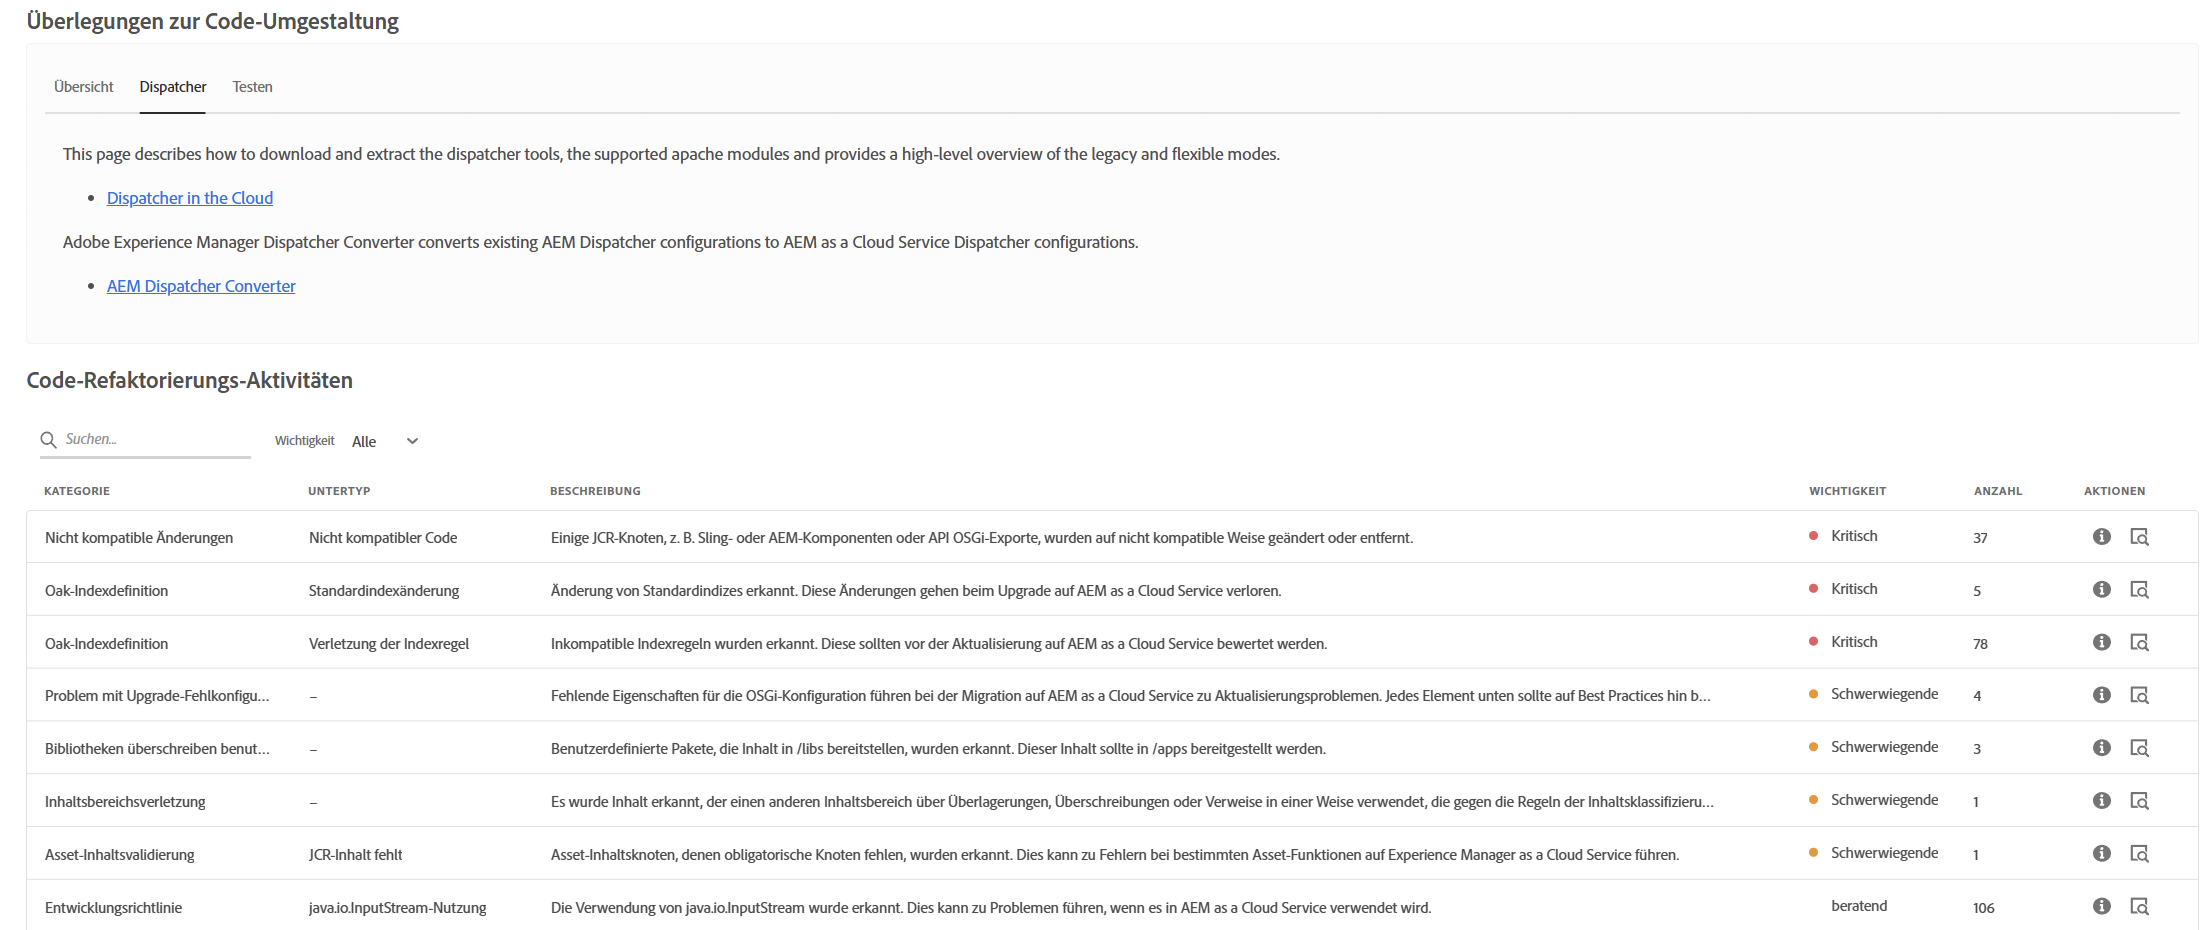 Überlegungen zur Code-Umgestaltung
Übersicht Dispatcher Testen
This page describes how to download and extract the dispatcher tools, the supported apache modules and provides a high-level overview of the legacy and flexible modes.
• Dispatcher in the Cloud
Adobe Experience Manager Dispatcher Converter converts existing AEM Dispatcher configurations to AEM as a Cloud Service Dispatcher configurations.
• AEM Dispatcher Converter
Code-Refaktorierungs-Aktivitäten
Suchen... Wichtigkeit Alle
KATEGORIE UNTERTYP BESCHREIBUNG WICHTIGKEIT ANZAHL AKTIONEN
Nicht kompatible Änderungen Nicht kompatibler Code Einige JCR-Knoten, z. B. Sling- oder AEM-Komponenten oder API OSGi-Exporte, wurden auf nicht kompatible Weise geändert oder entfernt. Kritisch 37
Oak-Indexdefinition Standardindexänderung Änderung von Standardindizes erkannt. Diese Änderungen gehen beim Upgrade auf AEM as a Cloud Service verloren. Kritisch 5
Oak-Indexdefinition Verletzung der Indexregel Inkompatible Indexregeln wurden erkannt. Diese sollten vor der Aktualisierung auf AEM as a Cloud Service bewertet werden. Kritisch 78
Problem mit Upgrade-Fehlkonfigu... – Fehlende Eigenschaften für die OSGi-Konfiguration führen bei der Migration auf AEM as a Cloud Service zu Aktualisierungsproblemen. Jedes Element unten sollte auf Best Practices hin b... Schwerwiegende 4
Bibliotheken überschreiben benut... – Benutzerdefinierte Pakete, die Inhalt in /libs bereitstellen, wurden erkannt. Dieser Inhalt sollte in /apps bereitgestellt werden. Schwerwiegende 3
Inhaltsbereichsverletzung – Es wurde Inhalt erkannt, der einen anderen Inhaltsbereich über Überlagerungen, Überschreibungen oder Verweise in einer Weise verwendet, die gegen die Regeln der Inhaltsklassifizieru... Schwerwiegende 1
Asset-Inhaltsvalidierung JCR-Inhalt fehlt Asset-Inhaltsknoten, denen obligatorische Knoten fehlen, wurden erkannt. Dies kann zu Fehlern bei bestimmten Asset-Funktionen auf Experience Manager as a Cloud Service führen. Schwerwiegende 1
Entwicklungsrichtlinie java.io.InputStream-Nutzung Die Verwendung von java.io.InputStream wurde erkannt. Dies kann zu Problemen führen, wenn es in AEM as a Cloud Service verwendet wird. beratend 106